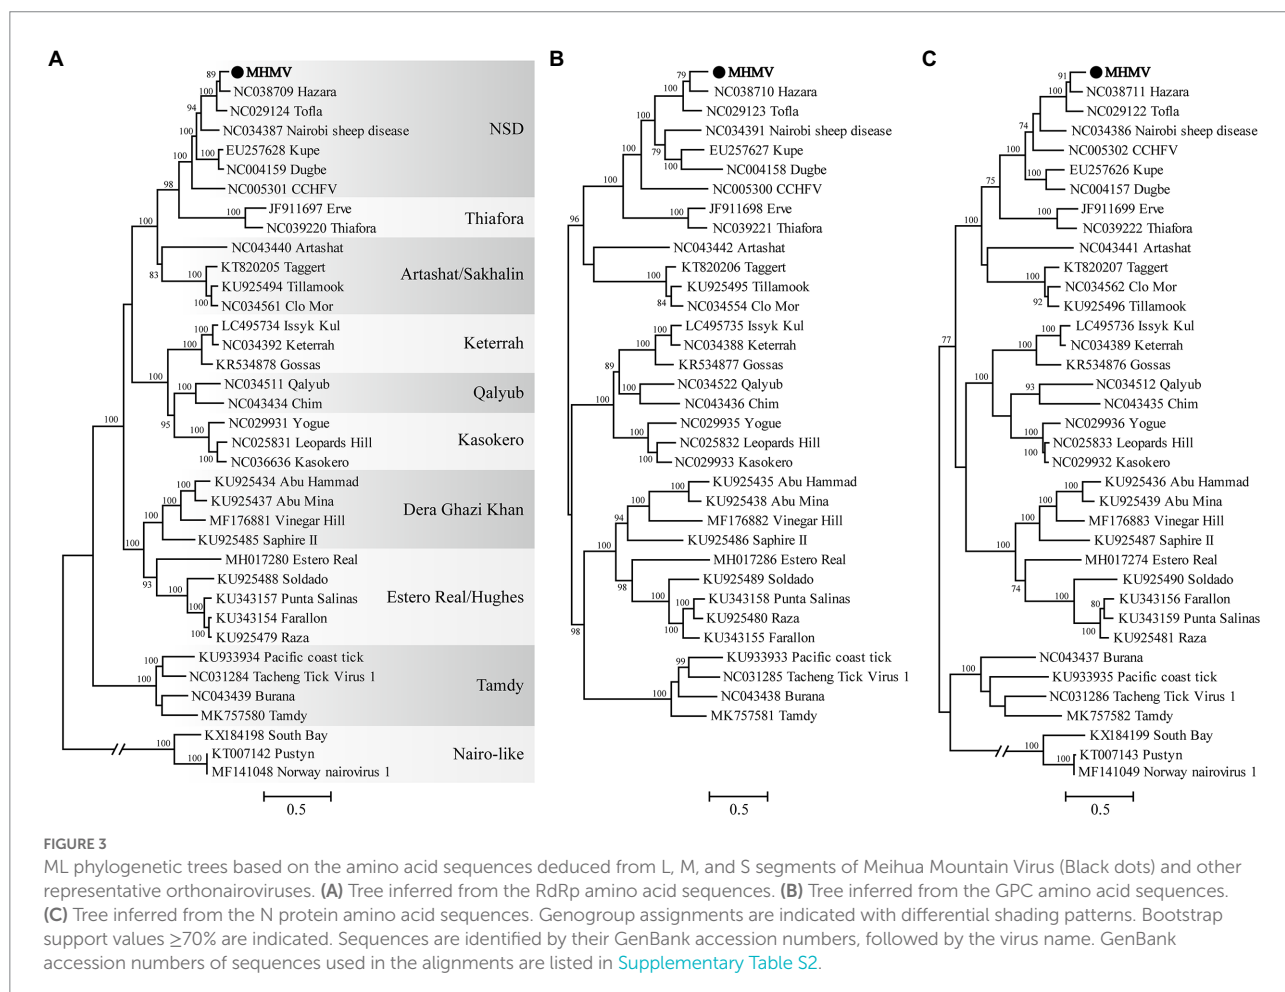 A
MHMV
NC038709 Hazara
NC029124 Tofla
NC034387 Nairobi sheep disease
EU257628 Kupe
NC004159 Dugbe
NC005301 CCHFV
JF911697 Erve
NC039220 Thiafora
NC043440 Artashat
KT820205 Taggert
KU925494 Tillamook
NC034561 Clo Mor
LC495734 Issyk Kul
NC034392 Keterrah
KR534878 Gossas
NC034511 Qalyub
NC043434 Chim
NC029931 Yogue
NC025831 Leopards Hill
NC036636 Kasokero
KU925434 Abu Hammad
KU925437 Abu Mina
MF176881 Vinegar Hill
KU925485 Saphire II
MH017280 Estero Real
KU925488 Soldado
KU343157 Punta Salinas
KU343154 Farallon
KU925479 Raza
KU933934 Pacific coast tick
NC031284 Tacheng Tick Virus 1
NC043439 Burana
MK757580 Tamdy
KX184198 South Bay
KT007142 Pustyn
MF141048 Norway nairovirus 1
NSD
Thiafora
Artashat/Sakhalin
Keterrah
Qalyub
Kasokero
Dera Ghazi Khan
Estero Real/Hughes
Tamdy
Nairo-like
89
100
94
100
100
100
98
100
100
83
100
100
100
100
100
100
100
95
100
100
100
100
100
100
100
93
100
100
100
100
100
100
100
0.5
B
MHMV
NC038710 Hazara
NC029123 Tofla
NC034391 Nairobi sheep disease
EU257627 Kupe
NC004158 Dugbe
NC005300 CCHFV
JF911698 Erve
NC039221 Thiafora
NC043442 Artashat
KT820206 Taggert
KU925495 Tillamook
NC034554 Clo Mor
LC495735 Issyk Kul
NC034388 Keterrah
KR534877 Gossas
NC034522 Qalyub
NC043436 Chim
NC029935 Yogue
NC025832 Leopards Hill
NC029933 Kasokero
KU925435 Abu Hammad
KU925438 Abu Mina
MF176882 Vinegar Hill
KU925486 Saphire II
MH017286 Estero Real
KU925489 Soldado
KU343158 Punta Salinas
KU925480 Raza
KU343155 Farallon
KU933933 Pacific coast tick
NC031285 Tacheng Tick Virus 1
NC043438 Burana
MK757581 Tamdy
79
100
100
79
100
100
100
100
96
100
84
100
100
89
100
100
100
100
100
100
94
100
98
100
100
100
98
99
100
0.5
C
MHMV
NC038711 Hazara
NC029122 Tofla
NC034386 Nairobi sheep disease
NC005302 CCHFV
EU257626 Kupe
NC004157 Dugbe
JF911699 Erve
NC039222 Thiafora
NC043441 Artashat
KT820207 Taggert
NC034562 Clo Mor
KU925496 Tillamook
LC495736 Issyk Kul
NC034389 Keterrah
KR534876 Gossas
NC034512 Qalyub
NC043435 Chim
NC029936 Yogue
NC025833 Leopards Hill
NC029932 Kasokero
KU925436 Abu Hammad
KU925439 Abu Mina
MF176883 Vinegar Hill
KU925487 Saphire II
MH017274 Estero Real
KU925490 Soldado
KU343156 Farallon
KU343159 Punta Salinas
KU925481 Raza
NC043437 Burana
KU933935 Pacific coast tick
NC031286 Tacheng Tick Virus 1
MK757582 Tamdy
KX184199 South Bay
KT007143 Pustyn
MF141049 Norway nairovirus 1
91
100
74
100
75
100
100
100
92
77
100
100
93
100
100
100
100
100
100
74
100
80
100
100
100
100
0.5
FIGURE 3
ML phylogenetic trees based on the amino acid sequences deduced from L, M, and S segments of Meihua Mountain Virus (Black dots) and other
representative orthonairoviruses. (A) Tree inferred from the RdRp amino acid sequences. (B) Tree inferred from the GPC amino acid sequences.
(C) Tree inferred from the N protein amino acid sequences. Genogroup assignments are indicated with differential shading patterns. Bootstrap
support values ≥70% are indicated. Sequences are identified by their GenBank accession numbers, followed by the virus name. GenBank
accession numbers of sequences used in the alignments are listed in Supplementary Table S2.